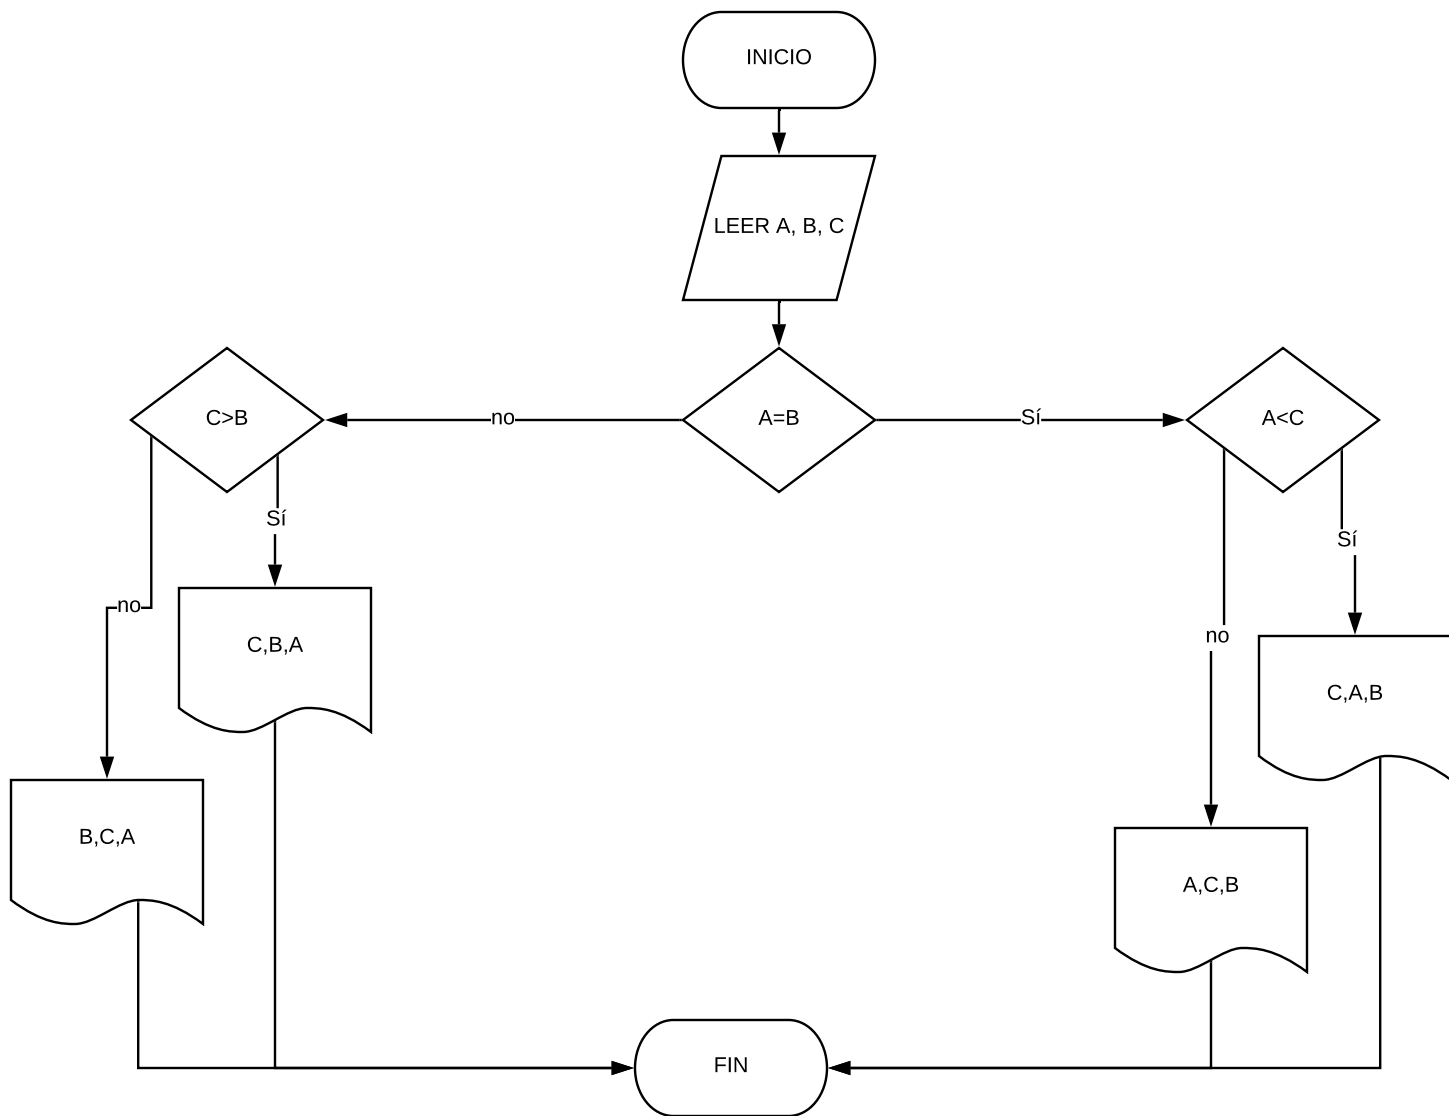 INICIO
LEER A, B, C
C>B
no
A=B
Sí
A<C
Sí
Sí
no
no
C,B,A
C,A,B
B,C,A
A,C,B
FIN